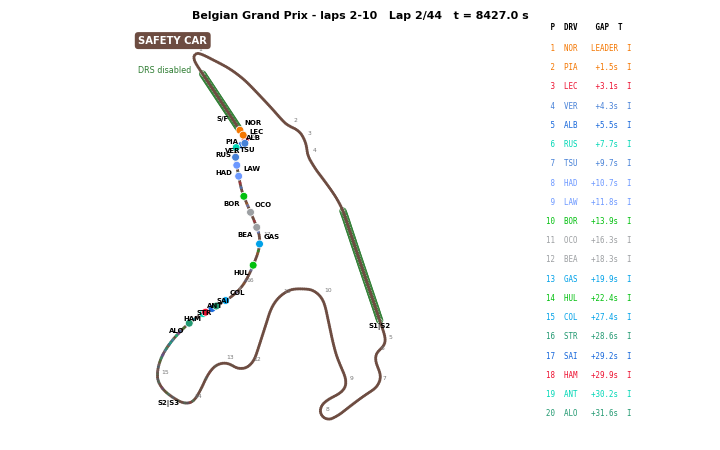 Belgian Grand Prix - laps 2-10 Lap 2/44 t = 8427.0 s
SAFETY CAR
DRS disabled
P DRV GAP T
1 NOR LEADER I
2 PIA +1.5s I
3 LEC +3.1s I
4 VER +4.3s I
5 ALB +5.5s I
6 RUS +7.7s I
7 TSU +9.7s I
8 HAD +10.7s I
9 LAW +11.8s I
10 BOR +13.9s I
11 OCO +16.3s I
12 BEA +18.3s I
13 GAS +19.9s I
14 HUL +22.4s I
15 COL +27.4s I
16 STR +28.6s I
17 SAI +29.2s I
18 HAM +29.9s I
19 ANT +30.2s I
20 ALO +31.6s I
S/F
NOR
LEC
ALB
PIA
TSU
VER
RUS
LAW
HAD
BOR
OCO
BEA
GAS
HUL
COL
SAI
ANT
STR
HAM
ALO
S1|S2
S2|S3
2
3
4
5
7
8
9
10
12
13
15
16